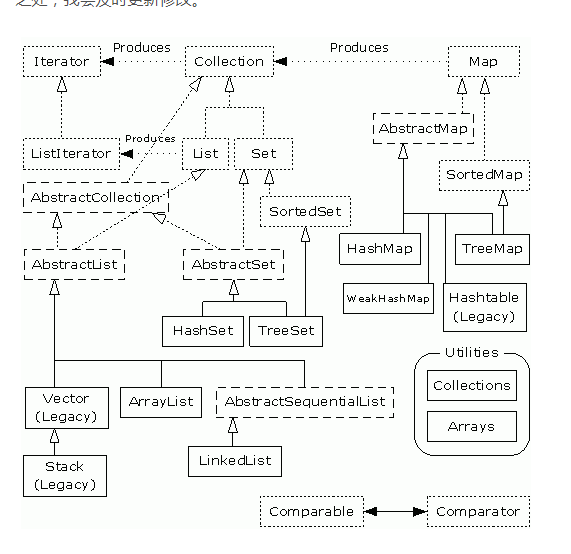 之处，我会及时更新修改。
Produces
Produces
Iterator
Collection
Map
AbstractMap
Produces
ListIterator
List
Set
SortedMap
AbstractCollection
SortedSet
HashMap
TreeMap
AbstractList
AbstractSet
WeakHashMap
Hashtable
(Legacy)
HashSet
TreeSet
Utilities
Collections
Vector
(Legacy)
ArrayList
AbstractSequentialList
Arrays
Stack
(Legacy)
LinkedList
Comparable
Comparator